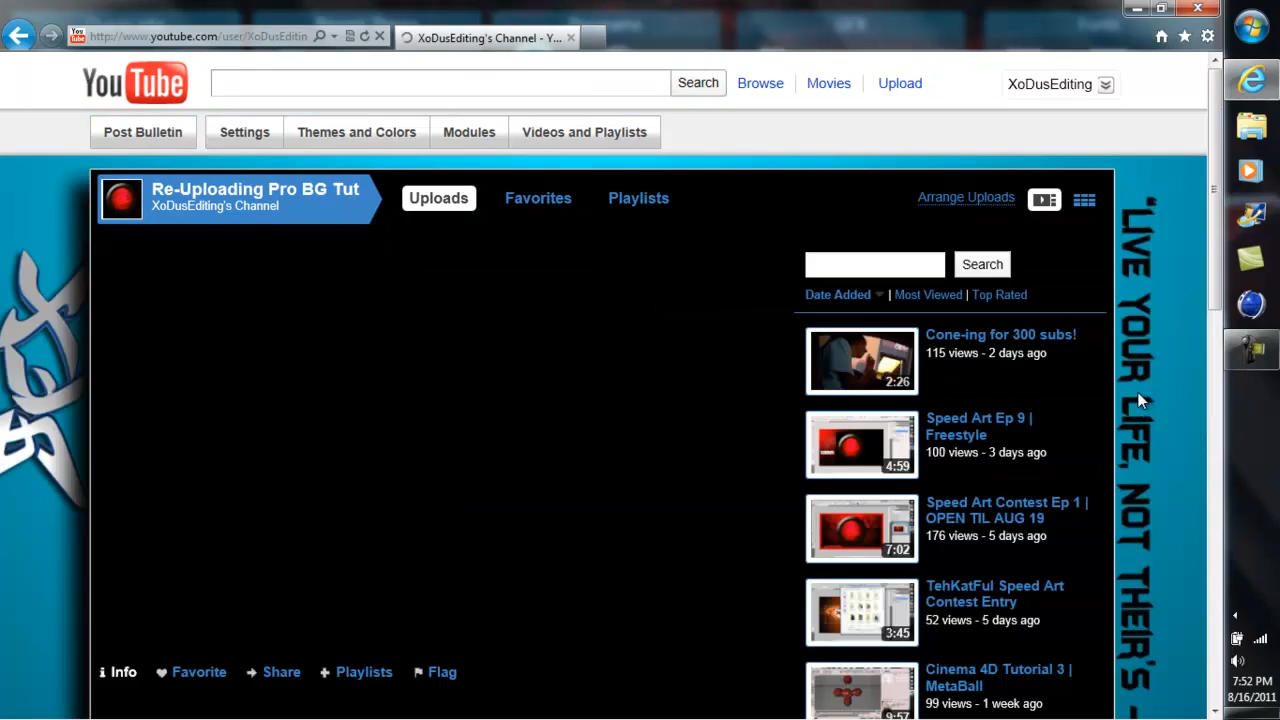 http://www.youtube.com/user/XoDusEditin
XoDusEditing's Channel - Y...
YouTube
Search
Browse
Movies
Upload
XoDusEditing
Post Bulletin
Settings
Themes and Colors
Modules
Videos and Playlists
Re-Uploading Pro BG Tut
XoDusEditing's Channel
Uploads
Favorites
Playlists
Arrange Uploads
Search
Date Added | Most Viewed | Top Rated
Cone-ing for 300 subs!
115 views - 2 days ago
2:26
Speed Art Ep 9 |
Freestyle
100 views - 3 days ago
4:59
Speed Art Contest Ep 1 |
OPEN TIL AUG 19
176 views - 5 days ago
7:02
TehKatFul Speed Art
Contest Entry
52 views - 5 days ago
3:45
Cinema 4D Tutorial 3 |
MetaBall
99 views - 1 week ago
9:57
Info
Favorite
Share
Playlists
Flag
"LIVE YOUR LIFE, NOT THEIR'S -
7:52 PM
8/16/2011